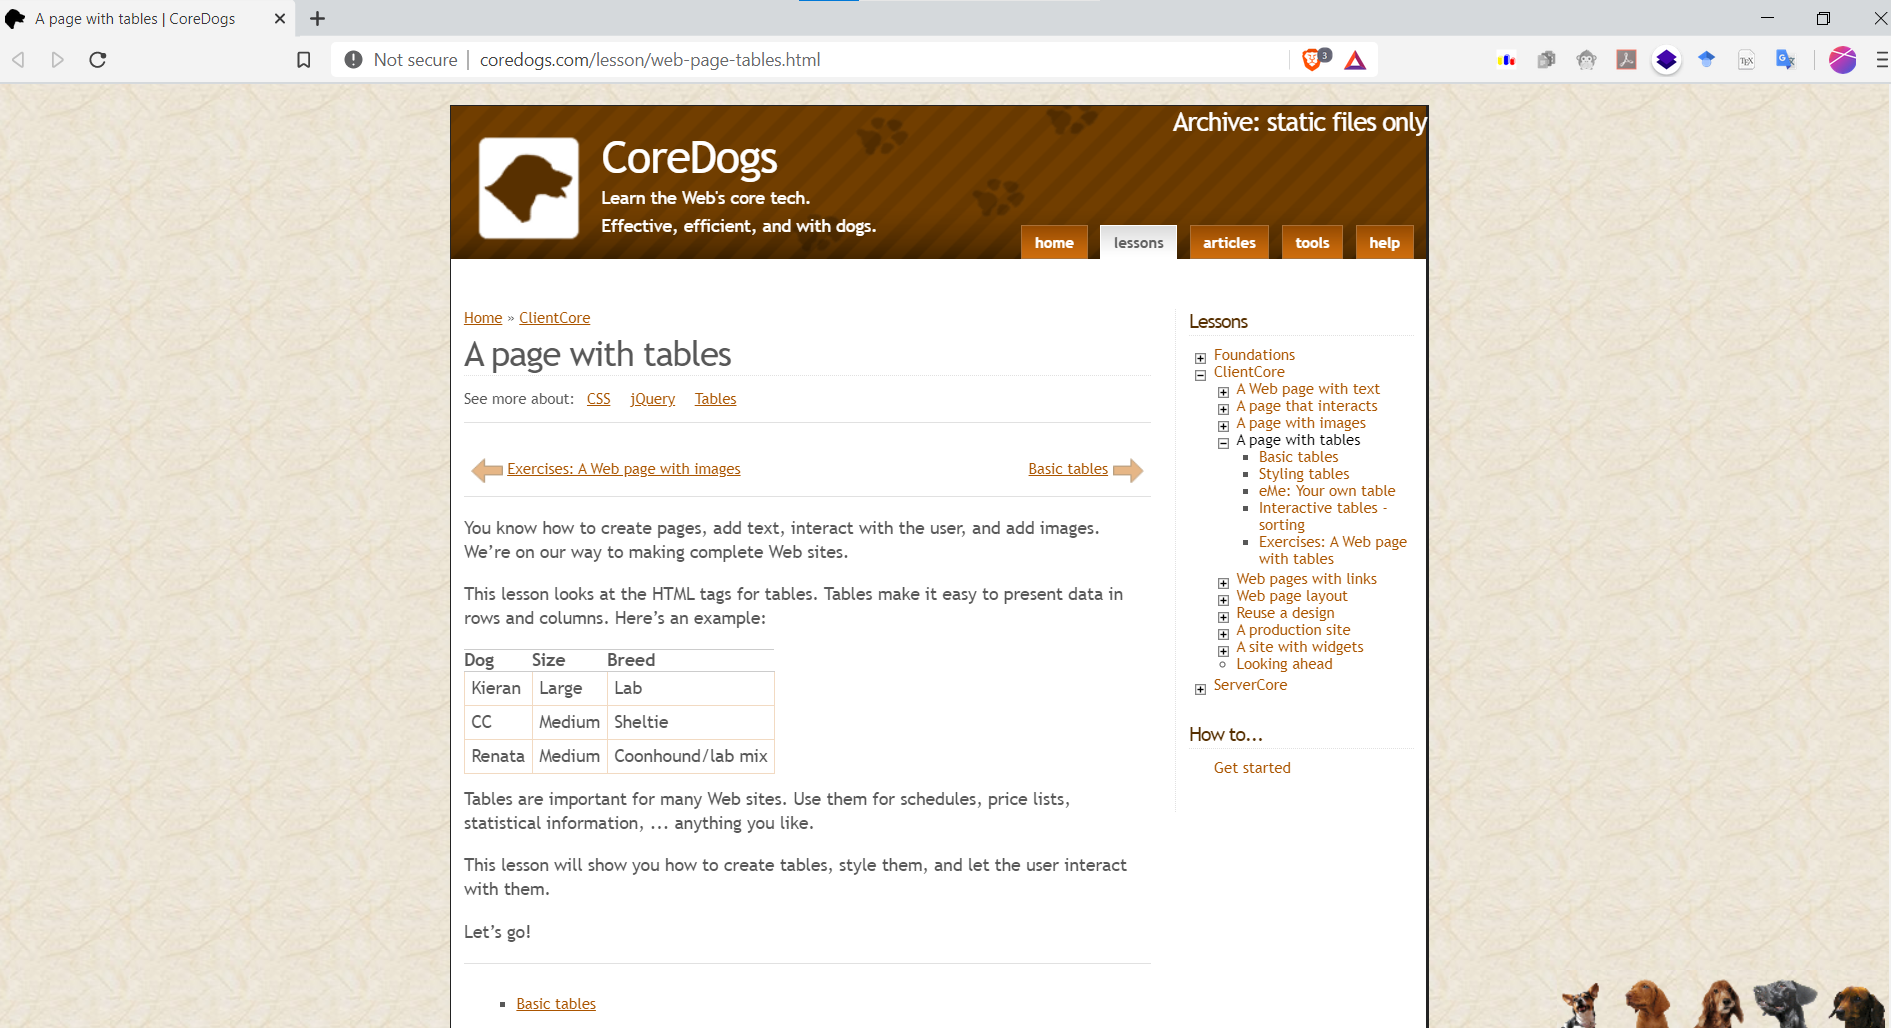 A page with tables | CoreDogs
Not secure | coredogs.com/lesson/web-page-tables.html
3
Archive: static files only
CoreDogs
Learn the Web's core tech.
Effective, efficient, and with dogs.
home lessons articles tools help
Home » ClientCore
A page with tables
See more about: CSS jQuery Tables
Exercises: A Web page with images
Basic tables
You know how to create pages, add text, interact with the user, and add images.
We’re on our way to making complete Web sites.
This lesson looks at the HTML tags for tables. Tables make it easy to present data in
rows and columns. Here’s an example:
Dog Size Breed
Kieran Large Lab
CC Medium Sheltie
Renata Medium Coonhound/lab mix
Tables are important for many Web sites. Use them for schedules, price lists,
statistical information, ... anything you like.
This lesson will show you how to create tables, style them, and let the user interact
with them.
Let’s go!
Basic tables
Lessons
Foundations
ClientCore
A Web page with text
A page that interacts
A page with images
A page with tables
Basic tables
Styling tables
eMe: Your own table
Interactive tables -
sorting
Exercises: A Web page
with tables
Web pages with links
Web page layout
Reuse a design
A production site
A site with widgets
Looking ahead
ServerCore
How to...
Get started